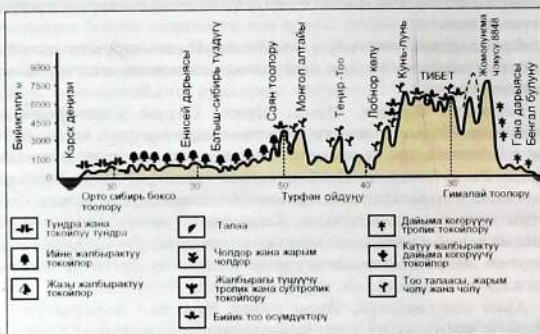 Бийиктиги м
9000
7500
6000
4500
3000
1500
0
Карск деңизи
Енисей дарыясы
Батыш-сибирь түздүгү
Саян тоолору
Монгол алтайы
Теңир-Тоо
Лобнор көлү
Кунь-лунь
ТИБЕТ
Жомолунгма
чокусу 8848
Ганг дарыясы
Бенгал булуңу
50
40
30
Орто сибирь бөксө
тоолору
Турфан ойдуңу
Гималай тоолору
Тундра жана
токойлуу тундра
Ийне жалбырактуу
токойлор
Жазы жалбырактуу
токойлор
Талаа
Чөлдөр жана жарым
чөлдөр
Жалбырагы түшүүчү
тропик жана субтропик
токойлору
Бийик тоо өсүмдүктөрү
Дайыма көгөрүүчү
тропик токойлору
Катуу жалбырактуу
дайыма көгөрүүчү
токойлор
Тоо талаасы, жарым
чөлү жана чөлү